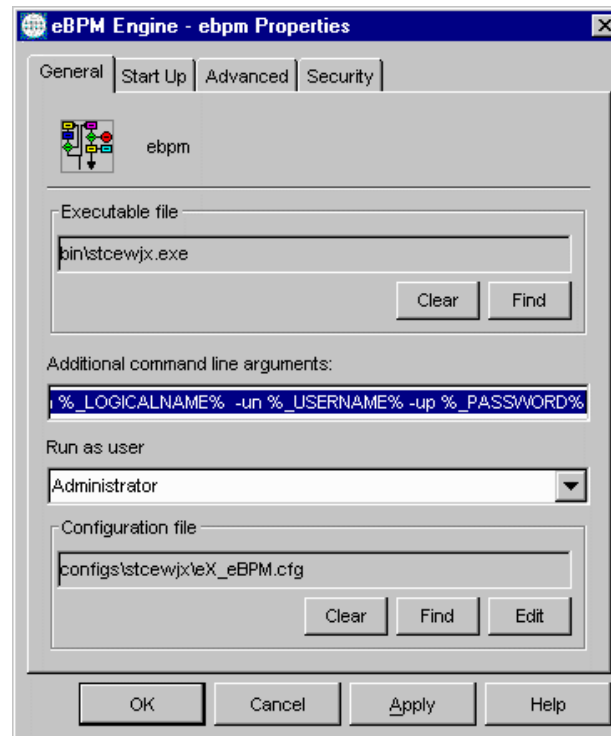 eBPM Engine - ebpm Properties
General Start Up Advanced Security
ebpm
Executable file
bin\stcewjx.exe
Clear Find
Additional command line arguments:
%_LOGICALNAME% -un %_USERNAME% -up %_PASSWORD%
Run as user
Administrator
Configuration file
configs\stcewjx\eX_eBPM.cfg
Clear Find Edit
OK Cancel Apply Help